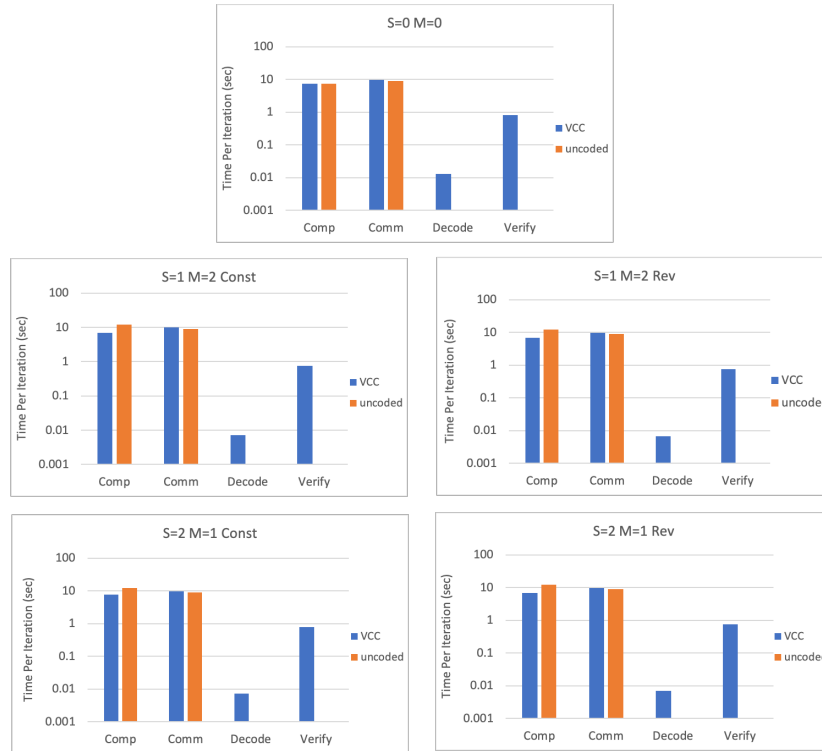 S=0 M=0
Time Per Iteration (sec)
100
10
1
0.1
0.01
0.001
Comp Comm Decode Verify
VCC
uncoded
S=1 M=2 Const
Time Per Iteration (sec)
100
10
1
0.1
0.01
0.001
Comp Comm Decode Verify
VCC
uncoded
S=1 M=2 Rev
Time Per Iteration (sec)
100
10
1
0.1
0.01
0.001
Comp Comm Decode Verify
VCC
uncoded
S=2 M=1 Const
Time Per Iteration (sec)
100
10
1
0.1
0.01
0.001
Comp Comm Decode Verify
VCC
uncoded
S=2 M=1 Rev
Time Per Iteration (sec)
100
10
1
0.1
0.01
0.001
Comp Comm Decode Verify
VCC
uncoded